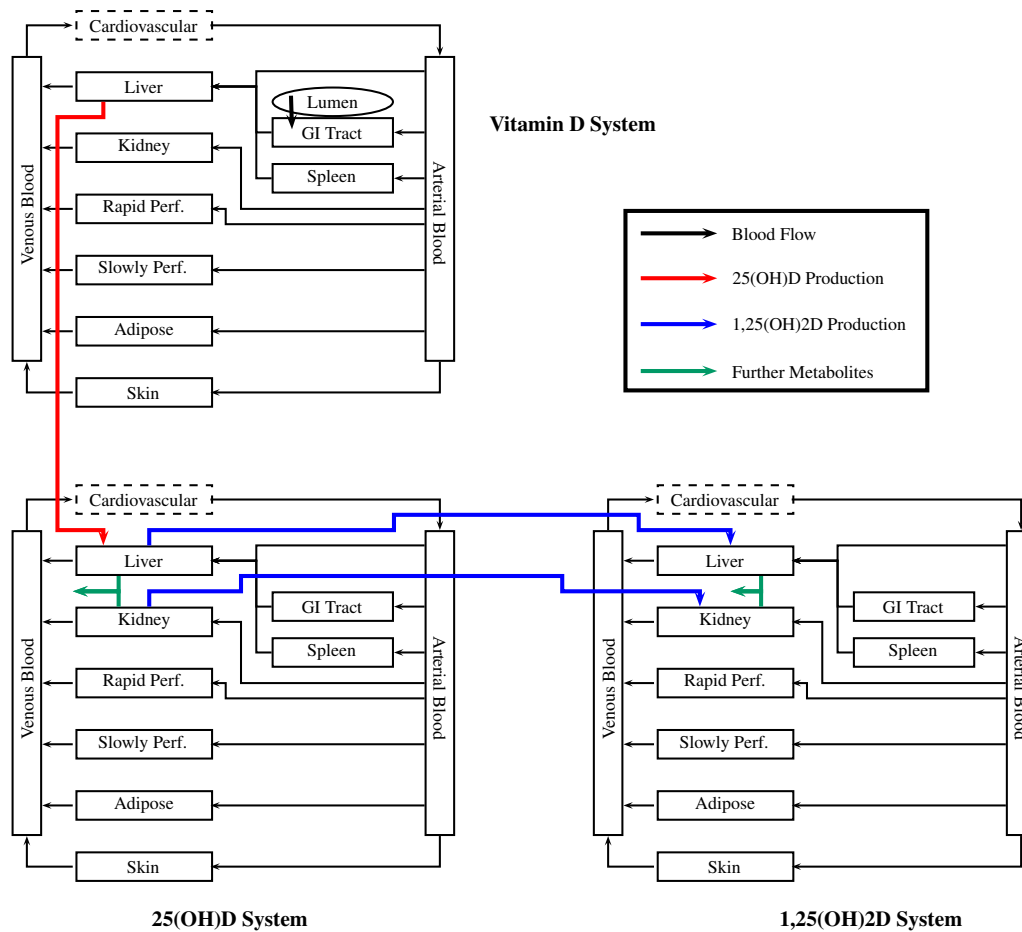 Cardiovascular
Liver
Lumen
GI Tract
Kidney
Spleen
Rapid Perf.
Slowly Perf.
Adipose
Skin
Venous Blood
Arterial Blood
Vitamin D System
Blood Flow
25(OH)D Production
1,25(OH)2D Production
Further Metabolites
Cardiovascular
Liver
GI Tract
Kidney
Spleen
Rapid Perf.
Slowly Perf.
Adipose
Skin
Venous Blood
Arterial Blood
25(OH)D System
Cardiovascular
Liver
GI Tract
Kidney
Spleen
Rapid Perf.
Slowly Perf.
Adipose
Skin
Venous Blood
Arterial Blood
1,25(OH)2D System